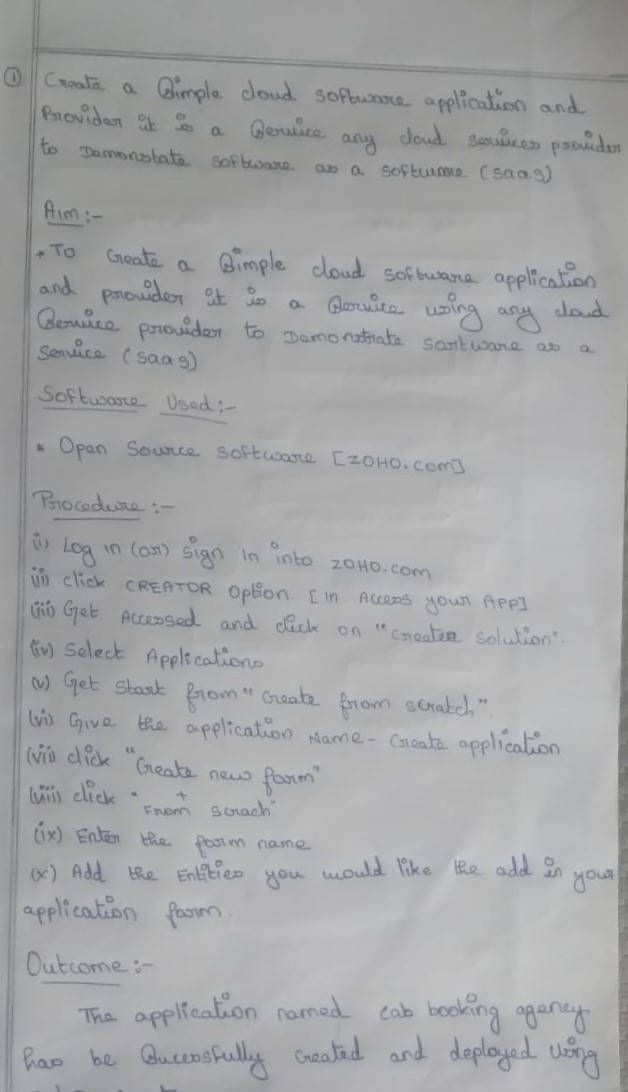 ① Create a Simple cloud software application and
Provider it is a Service any cloud services provider
to Damonstate software as a software (saas)
Aim:-
* To Create a Simple cloud software application
and provider it is a Service using any cloud
Service provider to Damonstrate sortware as a
Service (saas)
Software Used:-
* Open Source Software [ZOHO.com]
Procedure :-
(i) Log in (or) sign In into ZOHO.com
(ii) click CREATOR Option [In Access your APP]
(iii) Get Accessed and click on "creater solution".
(iv) Select Applications
(v) Get Start from "Create from scratch".
(vi) Give the application Name - Create application
(vii) click "Create new form"
(viii) click "+ From scrach"
(ix) Enter the form name
(x) Add the Entities you would like the add in your
application form.
Outcome :-
The application named cab booking agency
has be Successfully created and deployed using